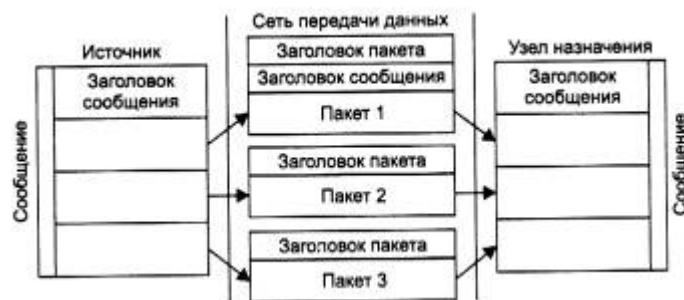 Сеть передачи данных
Источник
Заголовок пакета
Узел назначения
Заголовок
сообщения
Заголовок сообщения
Заголовок
сообщения
Пакет 1
Сообщение
Заголовок пакета
Пакет 2
Сообщение
Заголовок пакета
Пакет 3